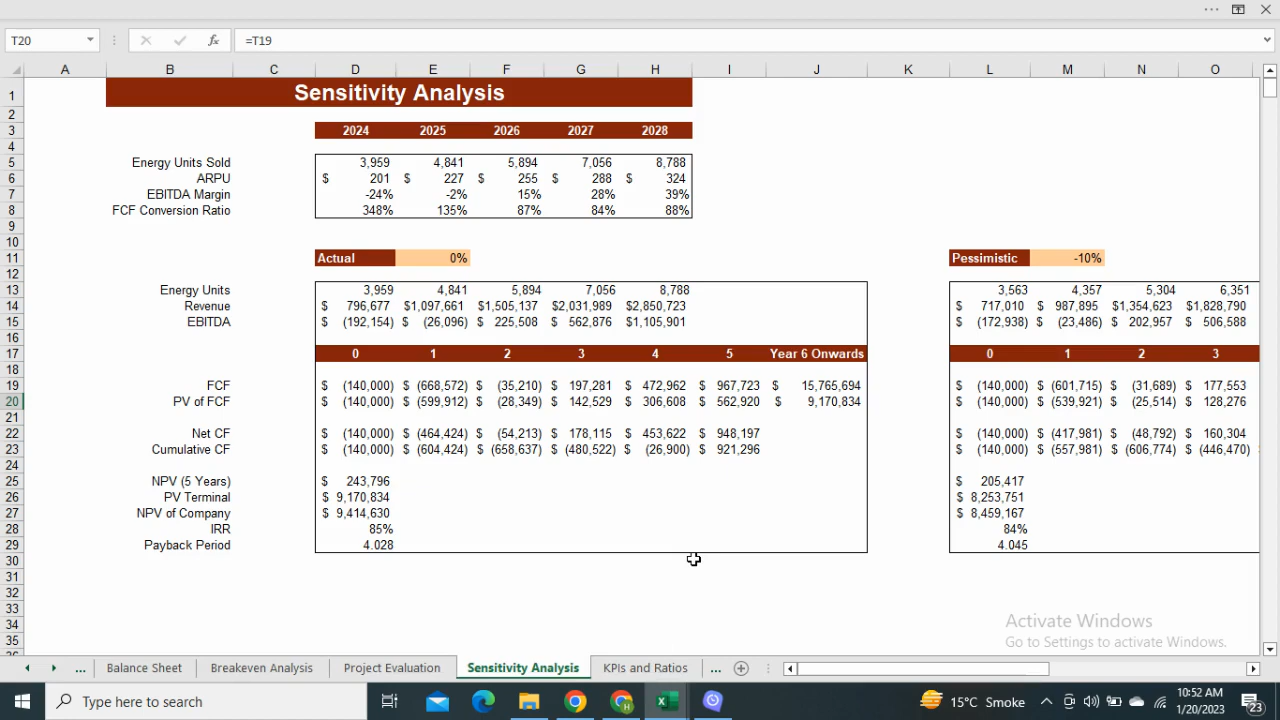 T20 =T19
A B C D E F G H I J K L M N O
1 Sensitivity Analysis
2
3 2024 2025 2026 2027 2028
4
5 Energy Units Sold 3,959 4,841 5,894 7,056 8,788
6 ARPU $ 201 $ 227 $ 255 $ 288 $ 324
7 EBITDA Margin -24% -2% 15% 28% 39%
8 FCF Conversion Ratio 348% 135% 87% 84% 88%
9
10
11 Actual 0% Pessimistic -10%
12
13 Energy Units 3,959 4,841 5,894 7,056 8,788 3,563 4,357 5,304 6,351
14 Revenue $ 796,677 $1,097,661 $1,505,137 $2,031,989 $2,850,723 $ 717,010 $ 987,895 $1,354,623 $1,828,790
15 EBITDA $ (192,154) $ (26,096) $ 225,508 $ 562,876 $1,105,901 $ (172,938) $ (23,486) $ 202,957 $ 506,588
16
17 0 1 2 3 4 5 Year 6 Onwards 0 1 2 3
18
19 FCF $ (140,000) $ (668,572) $ (35,210) $ 197,281 $ 472,962 $ 967,723 $ 15,765,694 $ (140,000) $ (601,715) $ (31,689) $ 177,553
20 PV of FCF $ (140,000) $ (599,912) $ (28,349) $ 142,529 $ 306,608 $ 562,920 $ 9,170,834 $ (140,000) $ (539,921) $ (25,514) $ 128,276
21
22 Net CF $ (140,000) $ (464,424) $ (54,213) $ 178,115 $ 453,622 $ 948,197 $ (140,000) $ (417,981) $ (48,792) $ 160,304
23 Cumulative CF $ (140,000) $ (604,424) $ (658,637) $ (480,522) $ (26,900) $ 921,296 $ (140,000) $ (557,981) $ (606,774) $ (446,470)
24
25 NPV (5 Years) $ 243,796 $ 205,417
26 PV Terminal $ 9,170,834 $ 8,253,751
27 NPV of Company $ 9,414,630 $ 8,459,167
28 IRR 85% 84%
29 Payback Period 4.028 4.045
30
31
32
33
34
35
Activate Windows
Go to Settings to activate Windows.
... Balance Sheet Breakeven Analysis Project Evaluation Sensitivity Analysis KPIs and Ratios ...
Type here to search 15°C Smoke 10:52 AM
1/20/2023 23